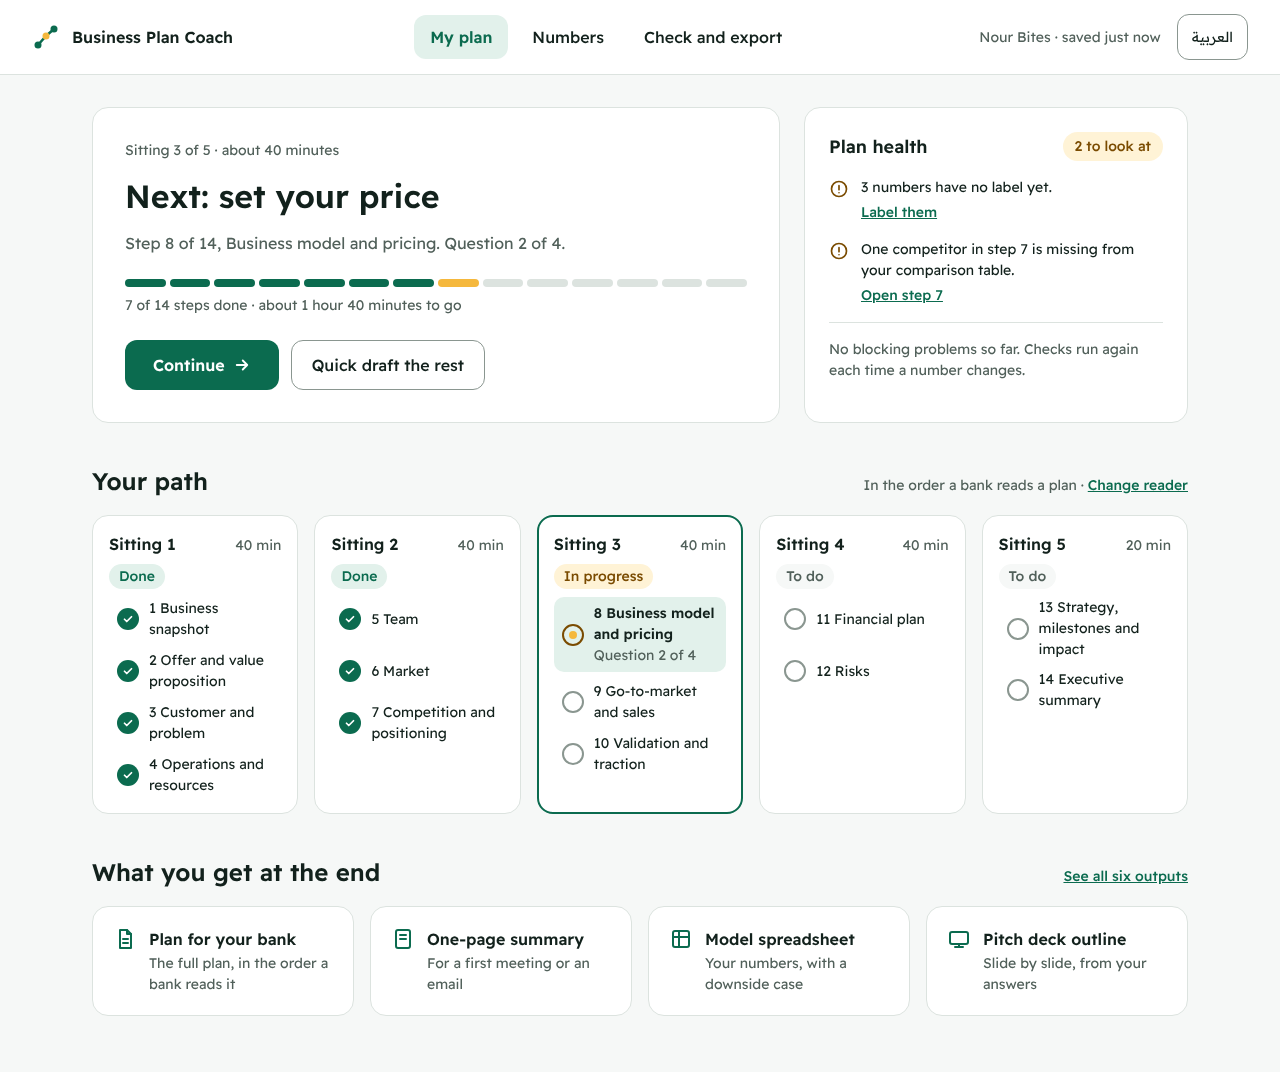 Business Plan Coach
My plan
Numbers
Check and export
Nour Bites · saved just now
العربية
Sitting 3 of 5 · about 40 minutes
Next: set your price
Step 8 of 14, Business model and pricing. Question 2 of 4.
7 of 14 steps done · about 1 hour 40 minutes to go
Continue →
Quick draft the rest
Plan health
2 to look at
3 numbers have no label yet.
Label them
One competitor in step 7 is missing from
your comparison table.
Open step 7
No blocking problems so far. Checks run again
each time a number changes.
Your path
In the order a bank reads a plan · Change reader
Sitting 1
40 min
Done
1 Business
snapshot
2 Offer and value
proposition
3 Customer and
problem
4 Operations and
resources
Sitting 2
40 min
Done
5 Team
6 Market
7 Competition and
positioning
Sitting 3
40 min
In progress
8 Business model
and pricing
Question 2 of 4
9 Go-to-market
and sales
10 Validation and
traction
Sitting 4
40 min
To do
11 Financial plan
12 Risks
Sitting 5
20 min
To do
13 Strategy,
milestones and
impact
14 Executive
summary
What you get at the end
See all six outputs
Plan for your bank
The full plan, in the order a
bank reads it
One-page summary
For a first meeting or an
email
Model spreadsheet
Your numbers, with a
downside case
Pitch deck outline
Slide by slide, from your
answers